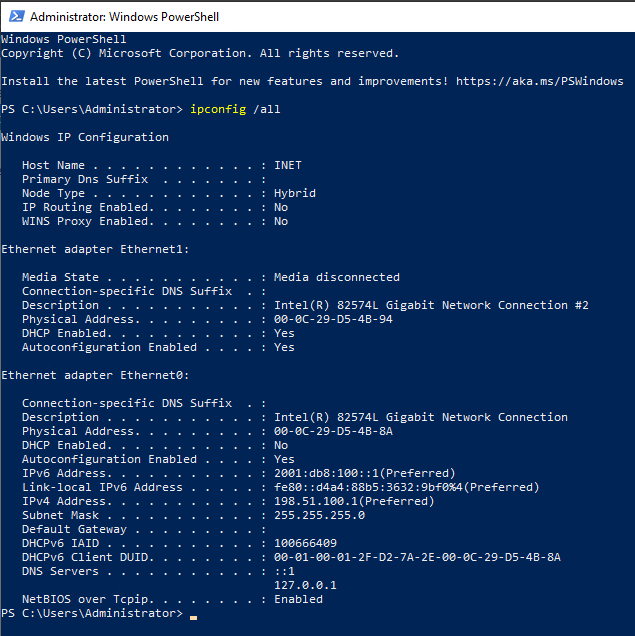 Administrator: Windows PowerShell
Windows PowerShell
Copyright (C) Microsoft Corporation. All rights reserved.
Install the latest PowerShell for new features and improvements! https://aka.ms/PSWindows
PS C:\Users\Administrator> ipconfig /all
Windows IP Configuration
   Host Name . . . . . . . . . . . . : INET
   Primary Dns Suffix  . . . . . . . :
   Node Type . . . . . . . . . . . . : Hybrid
   IP Routing Enabled. . . . . . . . : No
   WINS Proxy Enabled. . . . . . . . : No
Ethernet adapter Ethernet1:
   Media State . . . . . . . . . . . : Media disconnected
   Connection-specific DNS Suffix  . :
   Description . . . . . . . . . . . : Intel(R) 82574L Gigabit Network Connection #2
   Physical Address. . . . . . . . . : 00-0C-29-D5-4B-94
   DHCP Enabled. . . . . . . . . . . : Yes
   Autoconfiguration Enabled . . . . : Yes
Ethernet adapter Ethernet0:
   Connection-specific DNS Suffix  . :
   Description . . . . . . . . . . . : Intel(R) 82574L Gigabit Network Connection
   Physical Address. . . . . . . . . : 00-0C-29-D5-4B-8A
   DHCP Enabled. . . . . . . . . . . : No
   Autoconfiguration Enabled . . . . : Yes
   IPv6 Address. . . . . . . . . . . : 2001:db8:100::1(Preferred)
   Link-local IPv6 Address . . . . . : fe80::d4a4:88b5:3632:9bf0%4(Preferred)
   IPv4 Address. . . . . . . . . . . : 198.51.100.1(Preferred)
   Subnet Mask . . . . . . . . . . . : 255.255.255.0
   Default Gateway . . . . . . . . . :
   DHCPv6 IAID . . . . . . . . . . . : 100666409
   DHCPv6 Client DUID. . . . . . . . : 00-01-00-01-2F-D2-7A-2E-00-0C-29-D5-4B-8A
   DNS Servers . . . . . . . . . . . : ::1
                                       127.0.0.1
   NetBIOS over Tcpip. . . . . . . . : Enabled
PS C:\Users\Administrator>